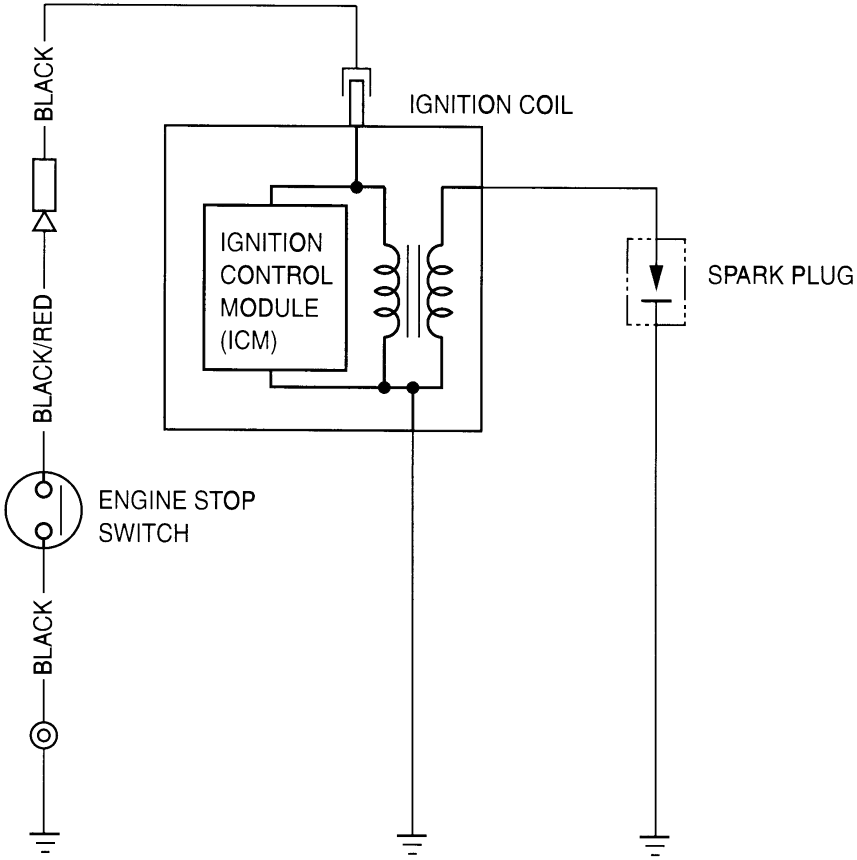 BLACK
IGNITION COIL
IGNITION
CONTROL
MODULE
(ICM)
SPARK PLUG
BLACK/RED
ENGINE STOP
SWITCH
BLACK